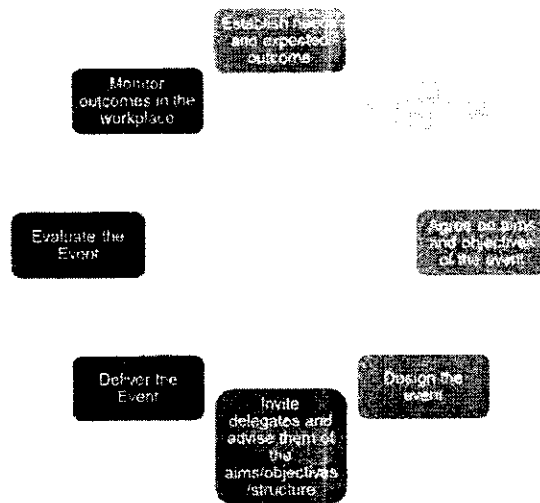 Establish needs
and expected
outcome
Agree on aims
and objectives
of the event
Design the
event
Invite
delegates and
advise them of
the
aims/objectives
/structure
Deliver the
Event
Evaluate the
Event
Monitor
outcomes in the
workplace